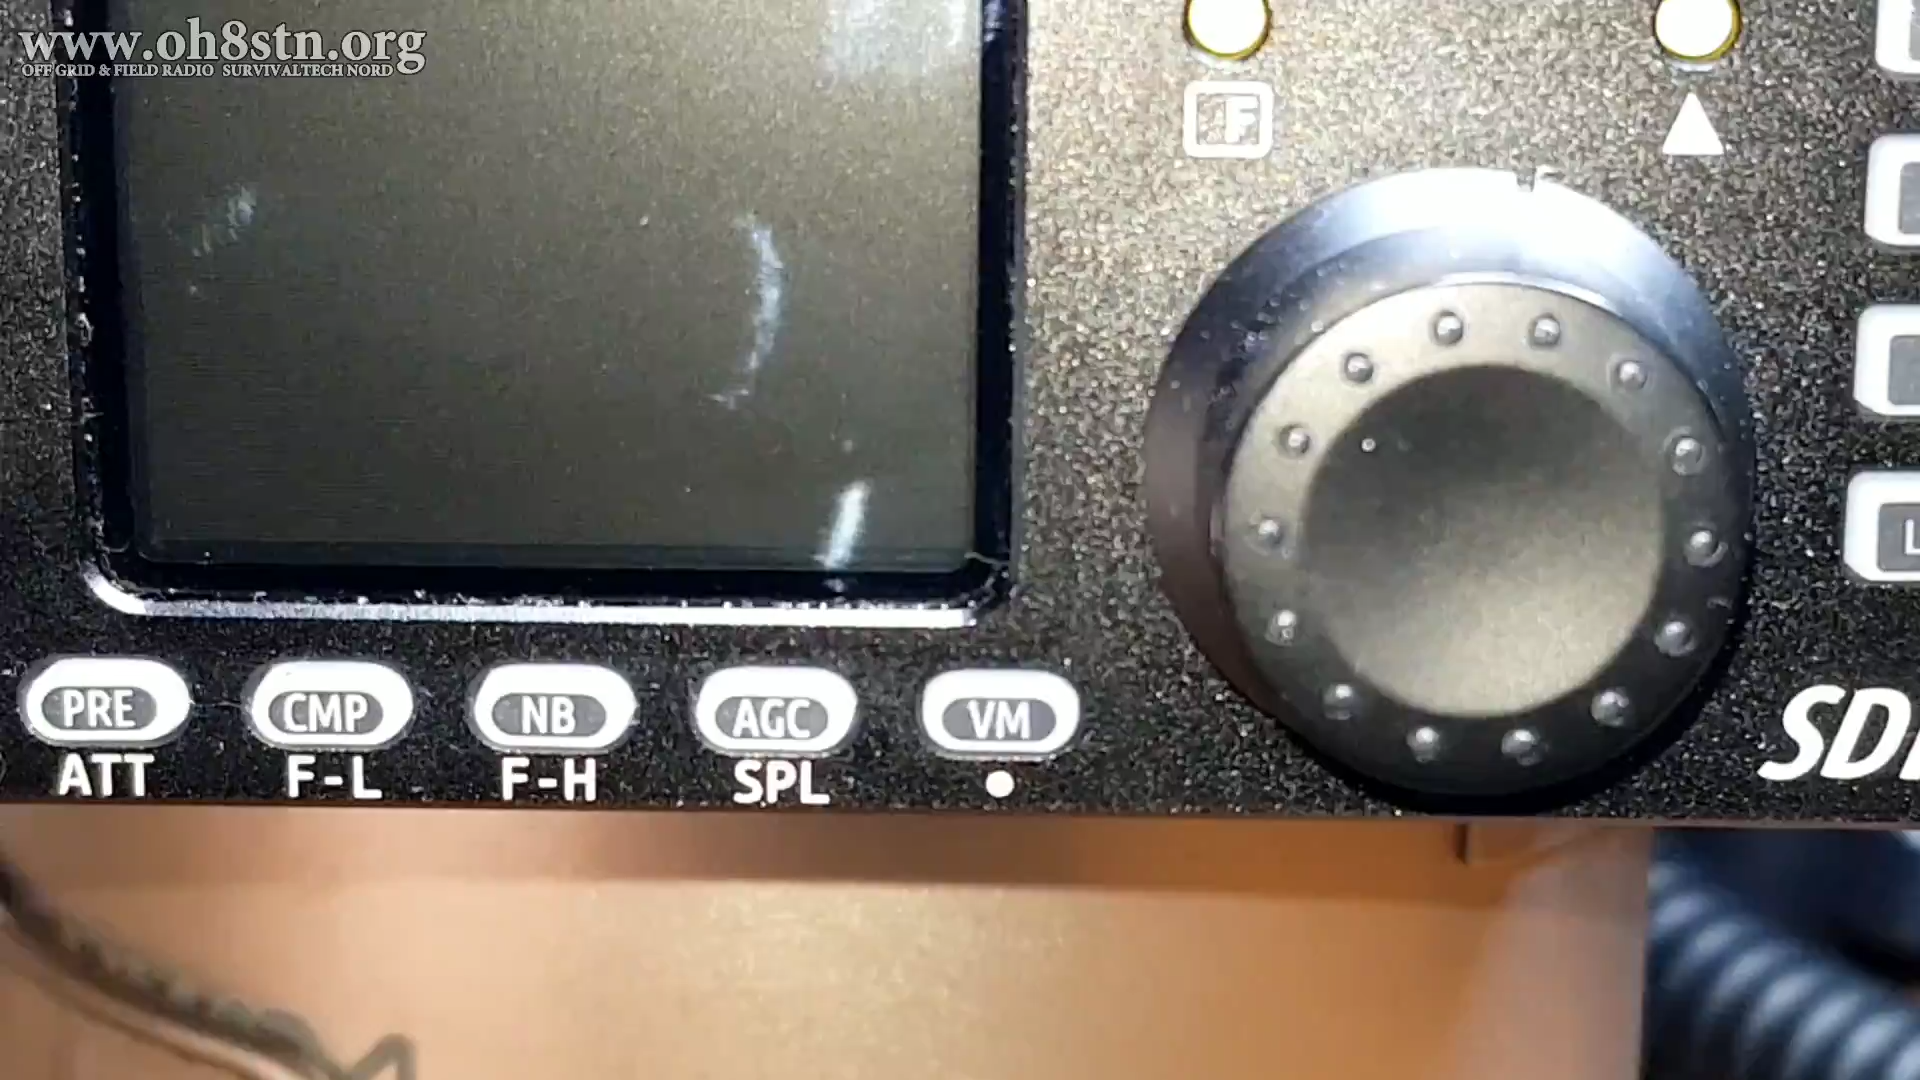 www.oh8stn.org
OFF GRID & FIELD RADIO SURVIVALTECH NORD
F
PRE CMP NB AGC VM
ATT F-L F-H SPL